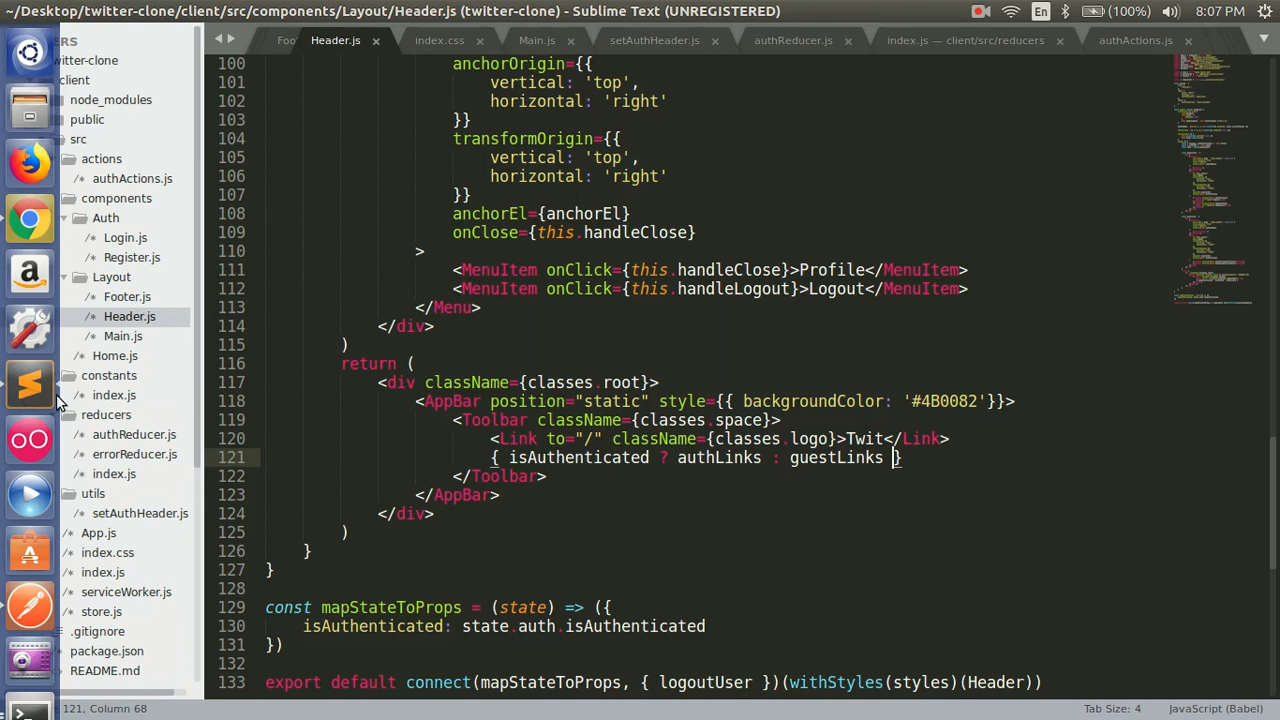 ~/Desktop/twitter-clone/client/src/components/Layout/Header.js (twitter-clone) - Sublime Text (UNREGISTERED)
En
(100%)
8:07 PM
ERS
witter-clone
client
node_modules
public
src
actions
authActions.js
components
Auth
Login.js
Register.js
Layout
Footer.js
Header.js
Main.js
Home.js
constants
index.js
reducers
authReducer.js
errorReducer.js
index.js
utils
setAuthHeader.js
App.js
index.css
index.js
serviceWorker.js
store.js
.gitignore
package.json
README.md
Foo
Header.js
index.css
Main.js
setAuthHeader.js
authReducer.js
index.js — client/src/reducers
authActions.js
100 anchorOrigin={{
101 vertical: 'top',
102 horizontal: 'right'
103 }}
104 transformOrigin={{
105 vertical: 'top',
106 horizontal: 'right'
107 }}
108 anchorEl={anchorEl}
109 onClose={this.handleClose}
110 >
111 <MenuItem onClick={this.handleClose}>Profile</MenuItem>
112 <MenuItem onClick={this.handleLogout}>Logout</MenuItem>
113 </Menu>
114 </div>
115 )
116 return (
117 <div className={classes.root}>
118 <AppBar position="static" style={{ backgroundColor: '#4B0082'}}>
119 <Toolbar className={classes.space}>
120 <Link to="/" className={classes.logo}>Twit</Link>
121 { isAuthenticated ? authLinks : guestLinks }
122 </Toolbar>
123 </AppBar>
124 </div>
125 )
126 }
127 }
128
129 const mapStateToProps = (state) => ({
130 isAuthenticated: state.auth.isAuthenticated
131 })
132
133 export default connect(mapStateToProps, { logoutUser })(withStyles(styles)(Header))
121, Column 68
Tab Size: 4
JavaScript (Babel)